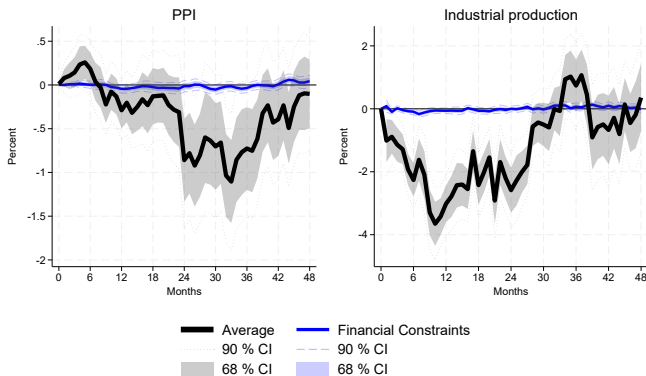 PPI
.5
0
-.5
-1
-1.5
-2
Percent
0 6 12 18 24 30 36 42 48
Months
Industrial production
2
0
-2
-4
Percent
0 6 12 18 24 30 36 42 48
Months
Average Financial Constraints
90 % CI 90 % CI
68 % CI 68 % CI